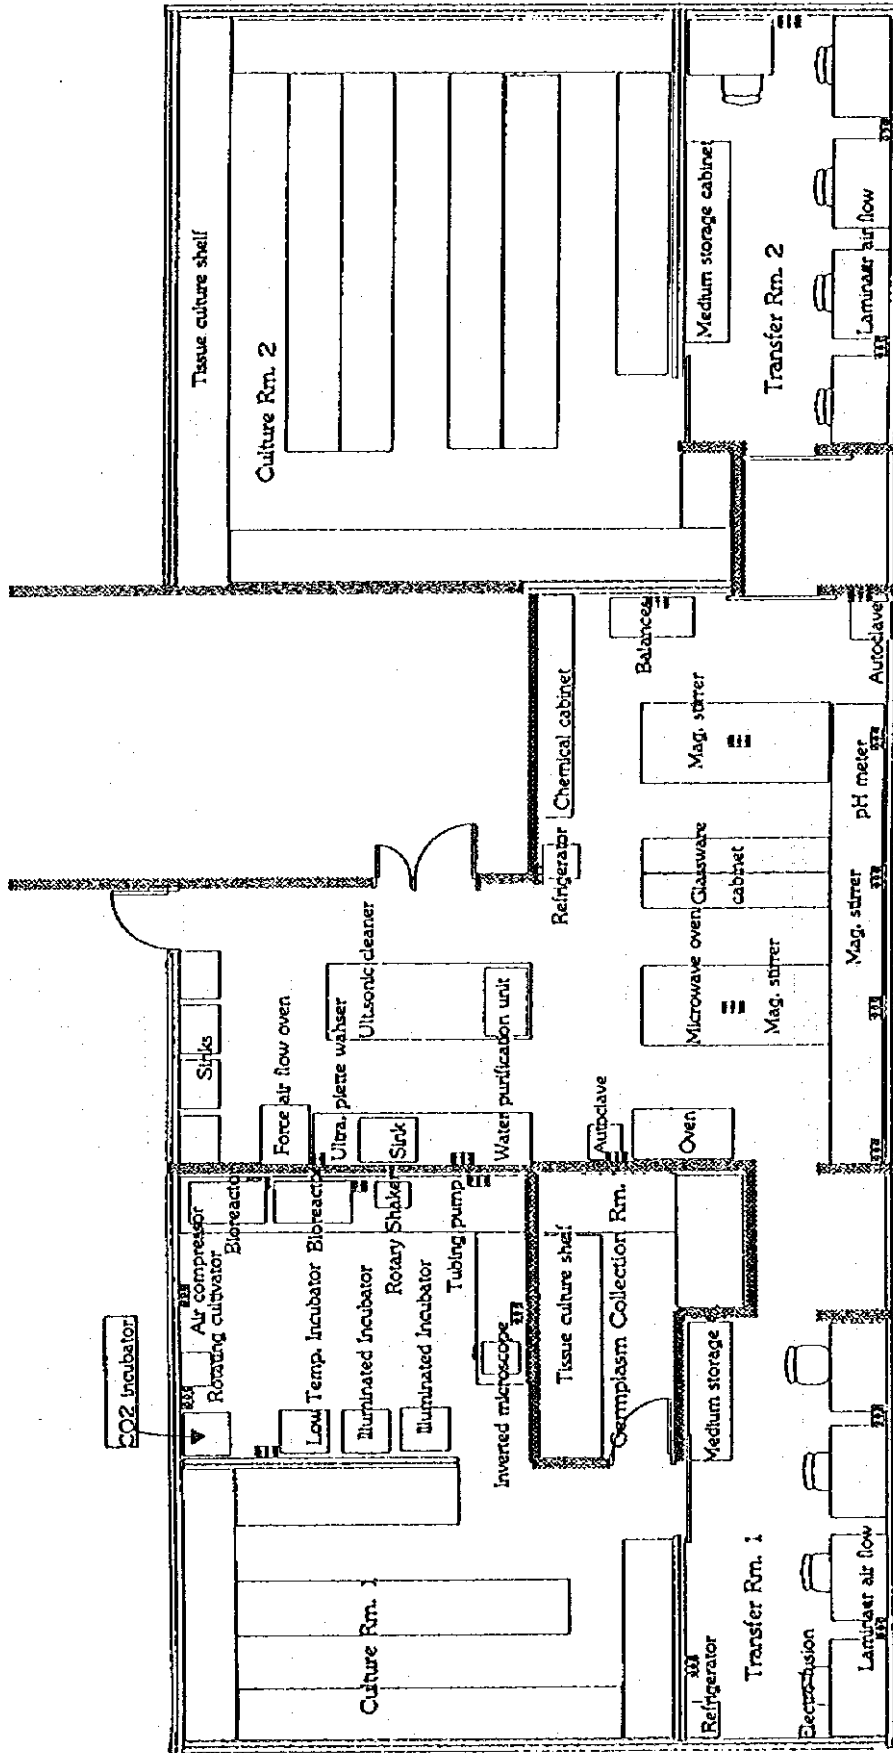 CO2 incubator
Air compressor
Rotating cultivator
Bioreactor
Low Temp. Incubator
Bioreactor
Illuminated Incubator
Illuminated Incubator
Rotary Shaker
Tubing pump
Inverted microscope
Culture Rm. 1
Tissue culture shelf
Germplasm Collection Rm.
Medium storage
Transfer Rm. 1
Refrigerator
Electrofusion
Laminaer air flow
Sinks
Force air flow oven
Ultra. piette wahser
Ultsonic cleaner
Sink
Water purification unit
Autoclave
Oven
Refrigerator
Chemical cabinet
Microwave oven
Glassware
cabinet
Mag. stirrer
Mag. stirrer
Mag. stirrer
pH meter
Balances
Autoclave
Tissue culture shelf
Culture Rm. 2
Medium storage cabinet
Transfer Rm. 2
Laminaer air flow